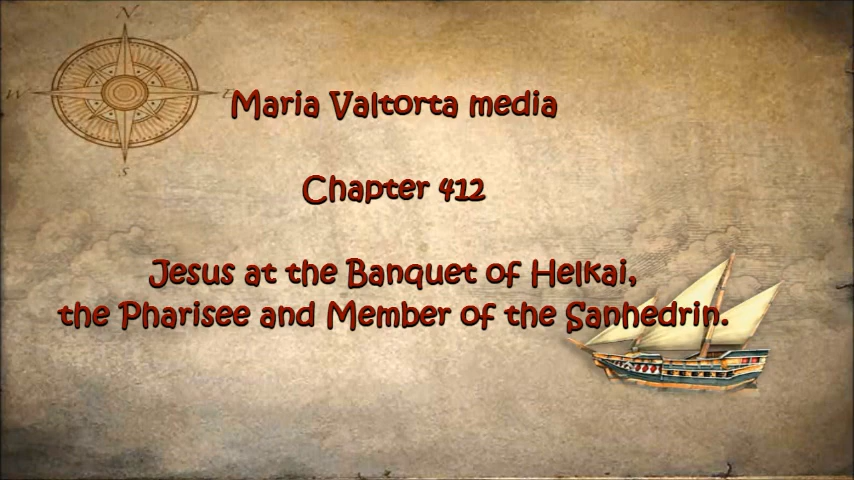 N
W
E
S
Maria Valtorta media
Chapter 412
Jesus at the Banquet of Helkai,
the Pharisee and Member of the Sanhedrin.